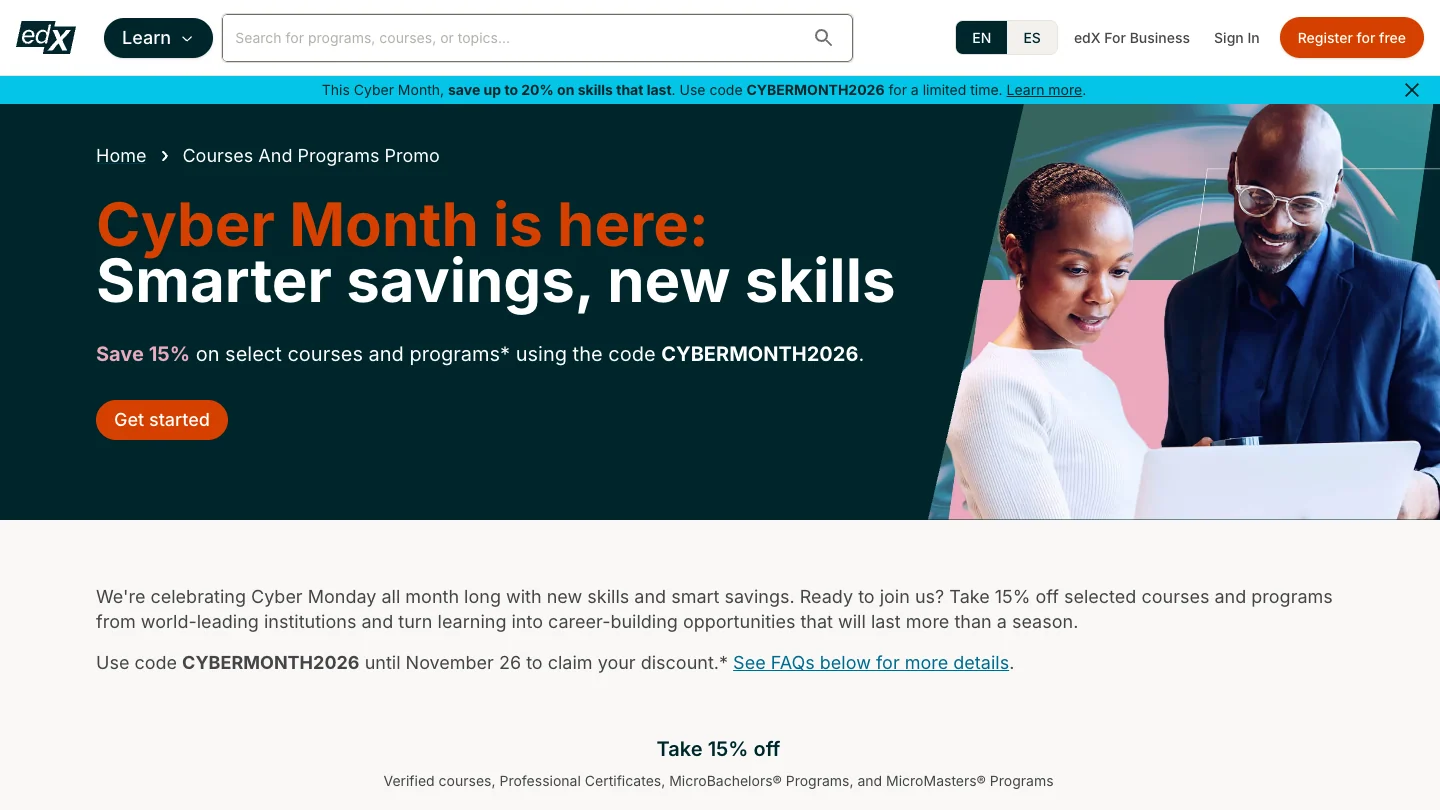 edX
Learn
Search for programs, courses, or topics...
EN
ES
edX For Business
Sign In
Register for free
This Cyber Month, save up to 20% on skills that last. Use code CYBERMONTH2026 for a limited time. Learn more.
Home
Courses And Programs Promo
Cyber Month is here:
Smarter savings, new skills
Save 15% on select courses and programs* using the code CYBERMONTH2026.
Get started
We're celebrating Cyber Monday all month long with new skills and smart savings. Ready to join us? Take 15% off selected courses and programs
from world-leading institutions and turn learning into career-building opportunities that will last more than a season.
Use code CYBERMONTH2026 until November 26 to claim your discount.* See FAQs below for more details.
Take 15% off
Verified courses, Professional Certificates, MicroBachelors® Programs, and MicroMasters® Programs